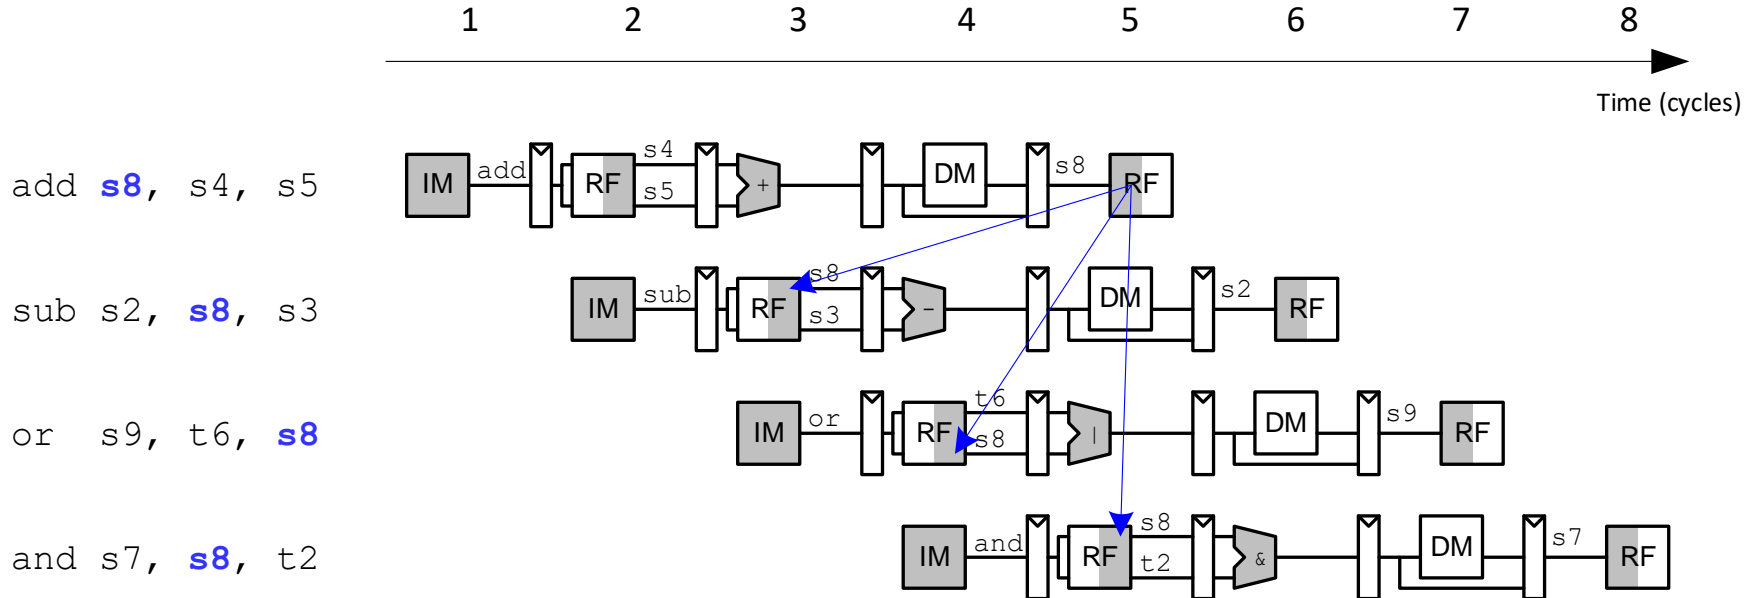 1 2 3 4 5 6 7 8
Time (cycles)
add s8, s4, s5 IM add RF s4 s5 + DM s8 RF
sub s2, s8, s3 IM sub RF s8 s3 - DM s2 RF
or s9, t6, s8 IM or RF t6 s8 | DM s9 RF
and s7, s8, t2 IM and RF s8 t2 & DM s7 RF